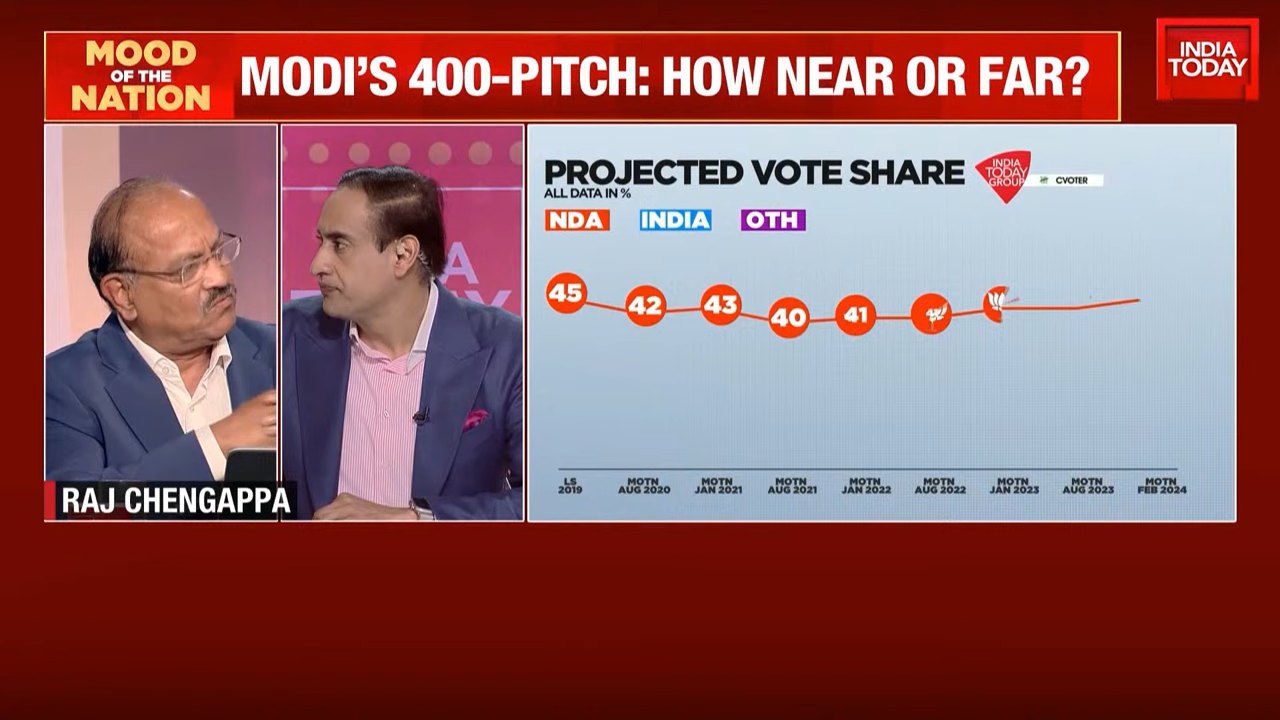 MOOD
OF THE
NATION
MODI'S 400-PITCH: HOW NEAR OR FAR?
INDIA
TODAY
PROJECTED VOTE SHARE
INDIA
TODAY
GROUP
CVOTER
ALL DATA IN %
NDA
INDIA
OTH
45
42
43
40
41
LS
2019
MOTN
AUG 2020
MOTN
JAN 2021
MOTN
AUG 2021
MOTN
JAN 2022
MOTN
AUG 2022
MOTN
JAN 2023
MOTN
AUG 2023
MOTN
FEB 2024
RAJ CHENGAPPA